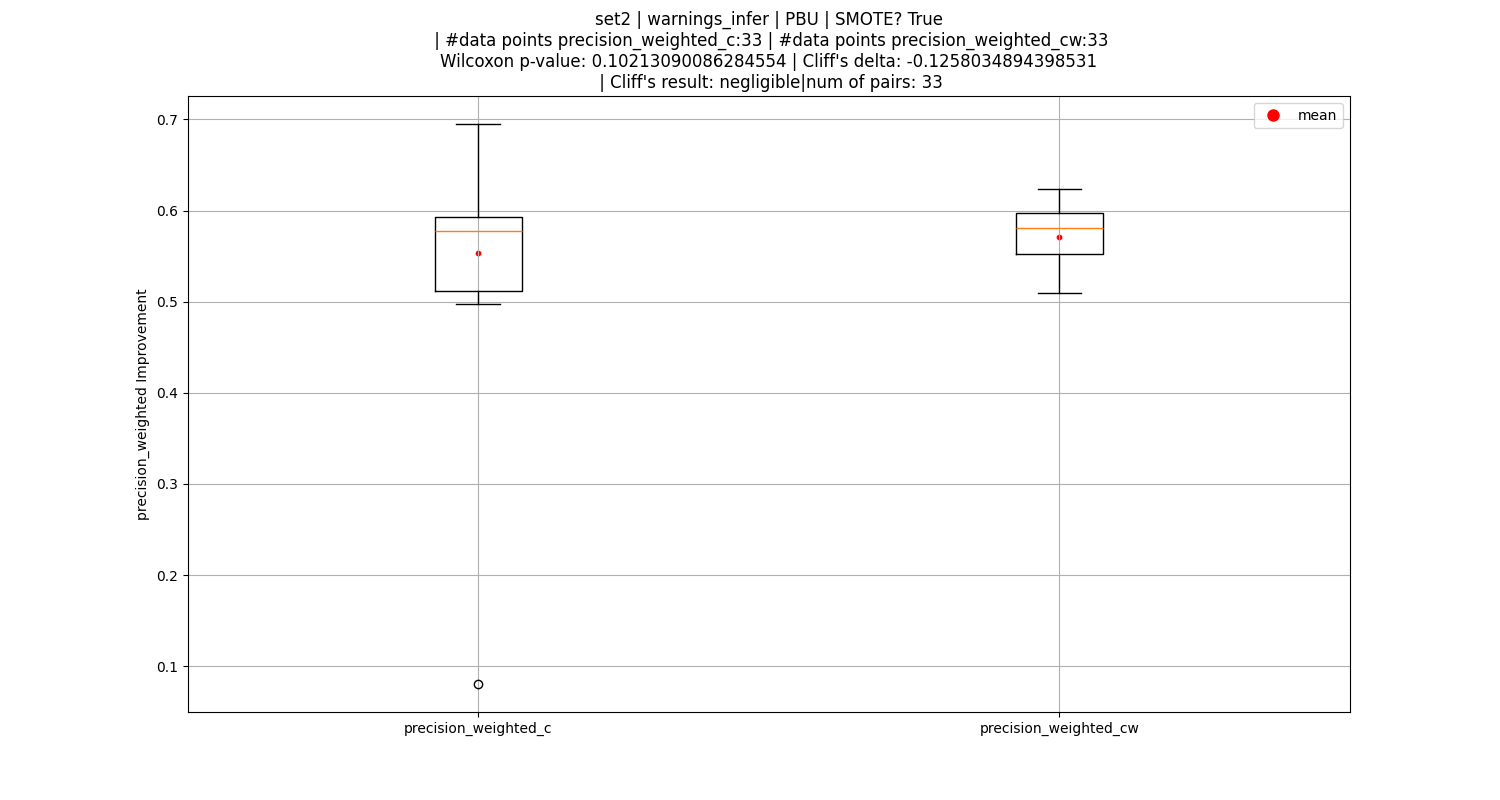 set2 | warnings_infer | PBU | SMOTE? True
| #data points precision_weighted_c:33 | #data points precision_weighted_cw:33
Wilcoxon p-value: 0.10213090086284554 | Cliff's delta: -0.1258034894398531
| Cliff's result: negligible|num of pairs: 33
mean
0.7
0.6
0.5
0.4
0.3
0.2
0.1
precision_weighted Improvement
precision_weighted_c
precision_weighted_cw